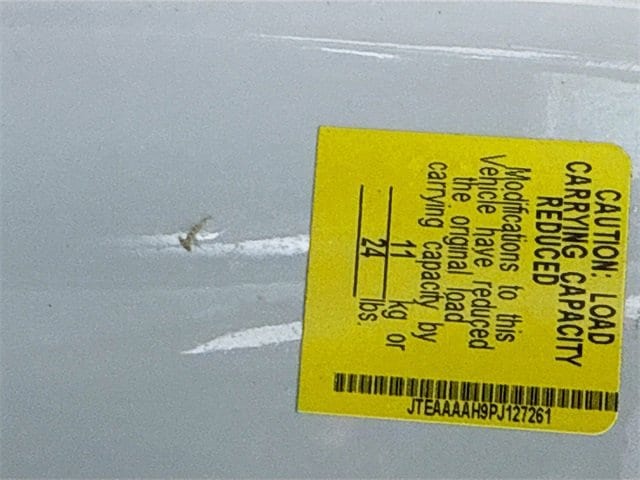 CAUTION: LOAD
CARRYING CAPACITY
REDUCED
Modifications to this
Vehicle have reduced
the original load
carrying capacity by
11 kg or
24 lbs.
JTEAAAAH9PJ127261